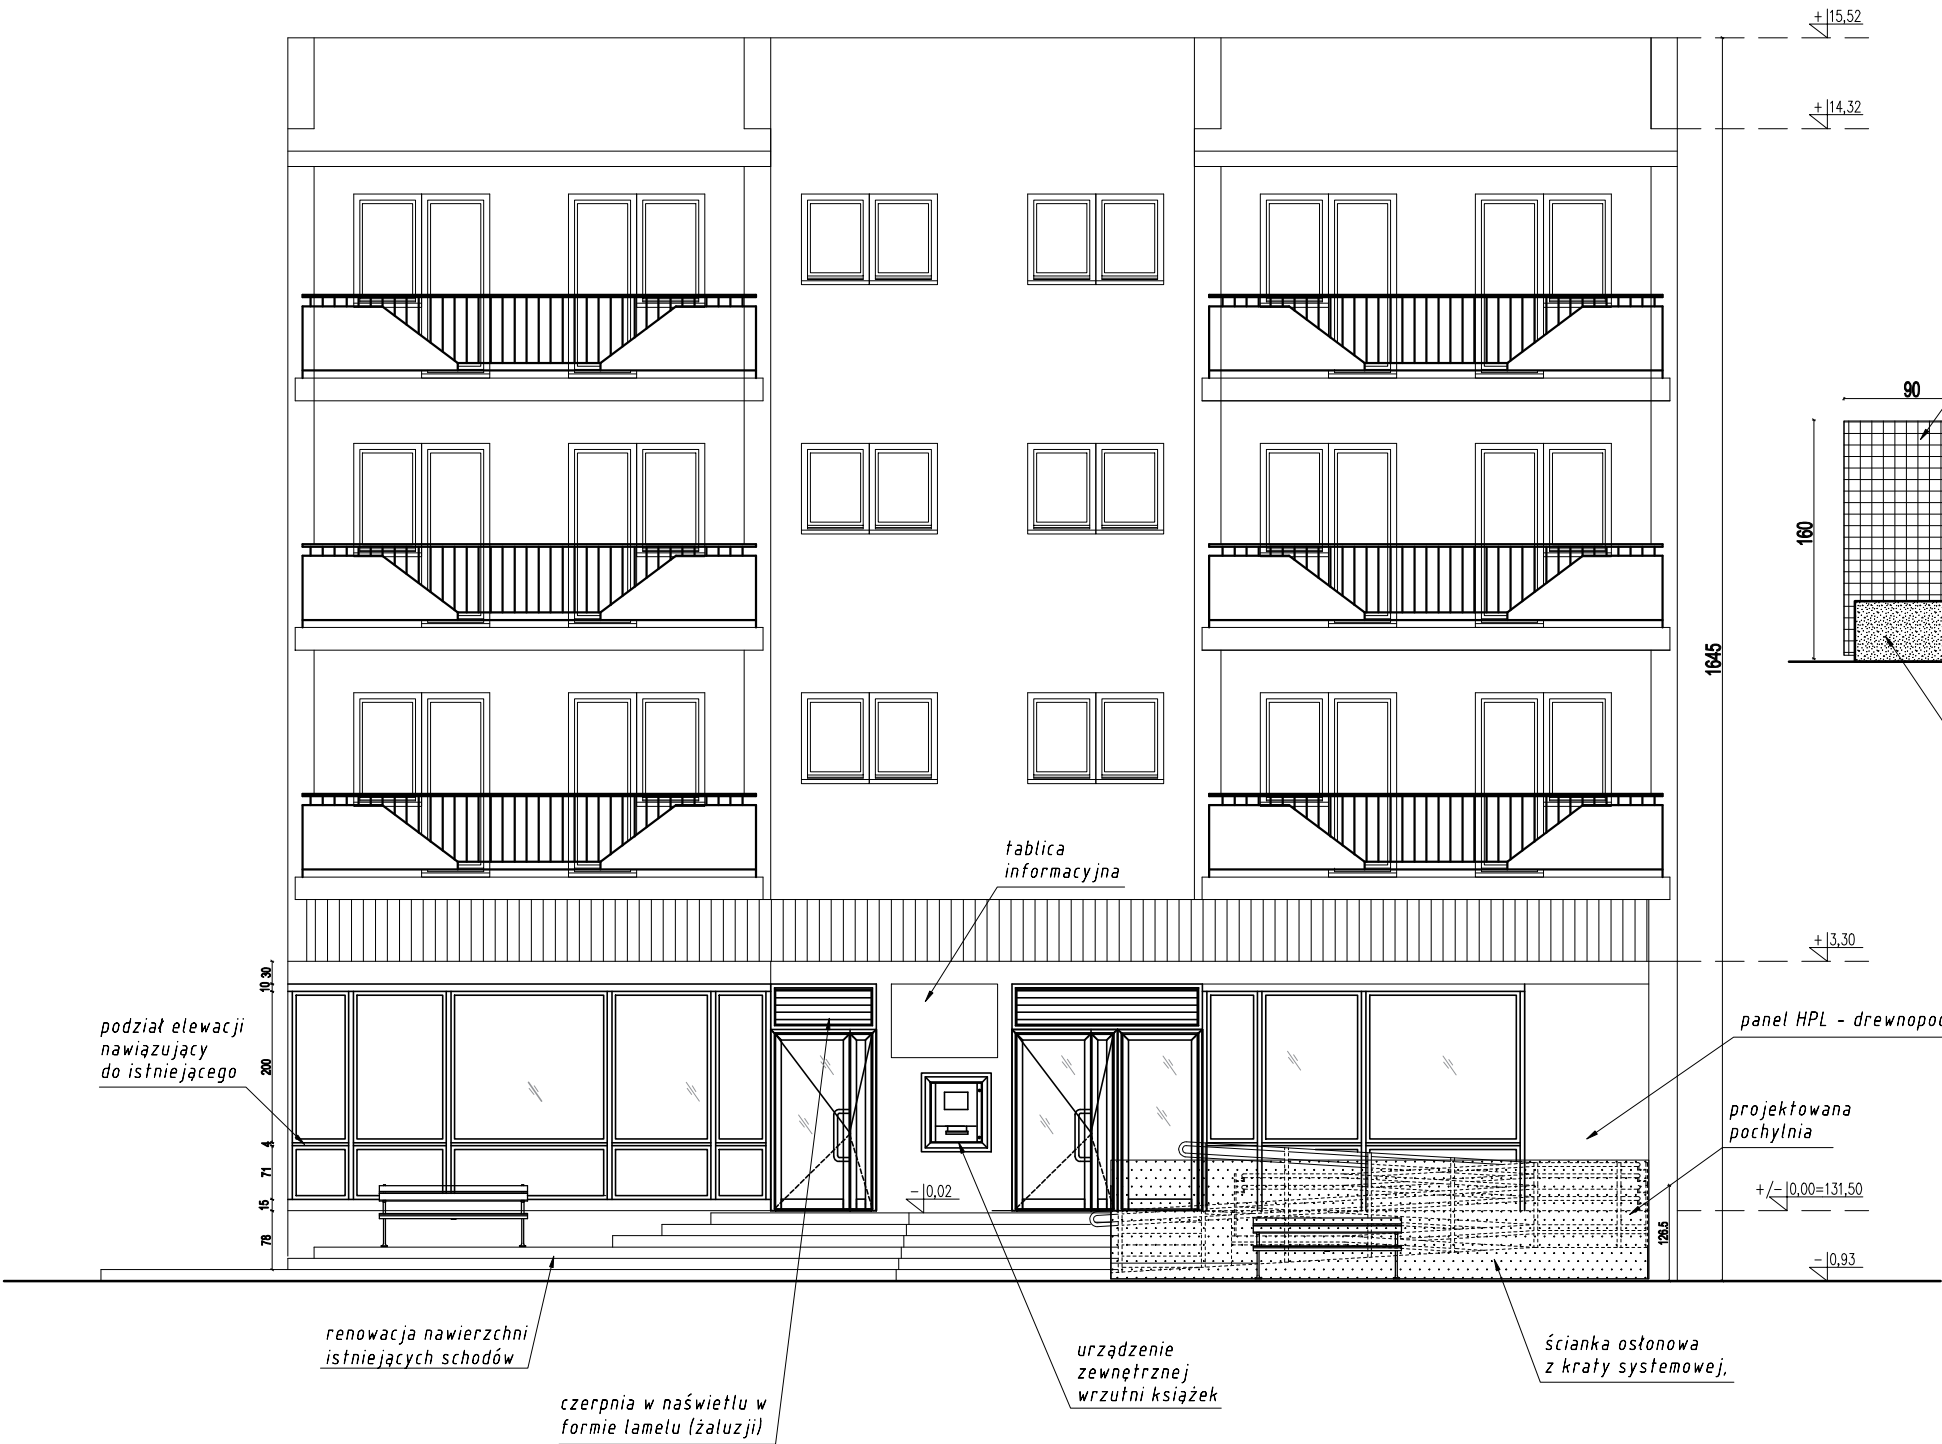 + 15,52
+ 14,32
90
160
1645
tablica
informacyjna
+ 3,30
30
10
podział elewacji
nawiązujący
do istniejącego
200
4
71
15
78
panel HPL - drewnopod
projektowana
pochylnia
- 0,02
+/- 0,00=131,50
126.5
- 0,93
renowacja nawierzchni
istniejących schodów
urządzenie
zewnętrznej
wrzutni książek
ścianka osłonowa
z kraty systemowej,
czerpnia w naświetlu w
formie lamelu (żaluzji)